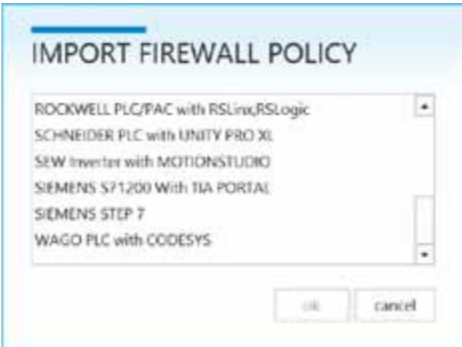 IMPORT FIREWALL POLICY
ROCKWELL PLC/PAC with RSLinx,RSLogic
SCHNEIDER PLC with UNITY PRO XL
SEW Inverter with MOTIONSTUDIO
SIEMENS S71200 With TIA PORTAL
SIEMENS STEP 7
WAGO PLC with CODESYS
ok cancel